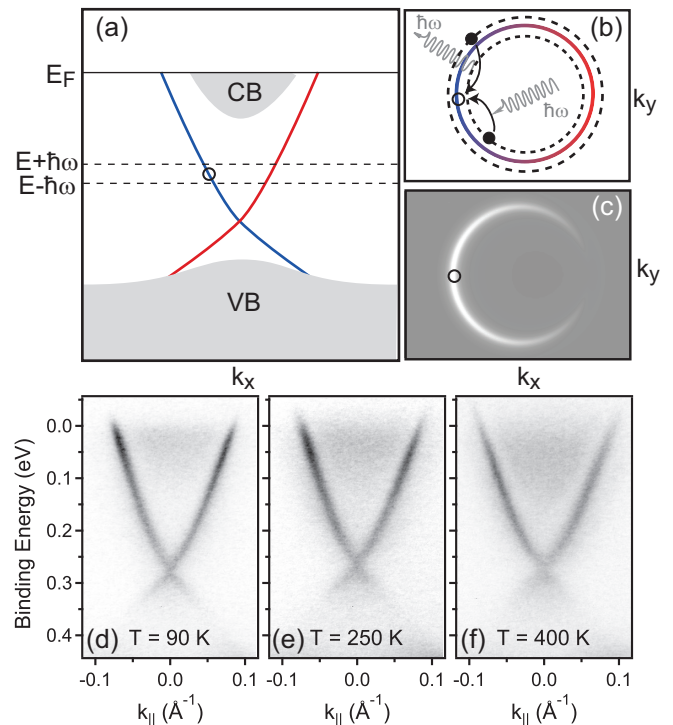 (a)
E_F
CB
E+ħω
E-ħω
VB
k_x
(b)
ħω
ħω
k_y
(c)
k_y
k_x
Binding Energy (eV)
0.0
0.1
0.2
0.3
0.4
(d) T = 90 K
(e) T = 250 K
(f) T = 400 K
-0.1 0.0 0.1
-0.1 0.0 0.1
-0.1 0.0 0.1
k_|| (Å⁻¹)
k_|| (Å⁻¹)
k_|| (Å⁻¹)